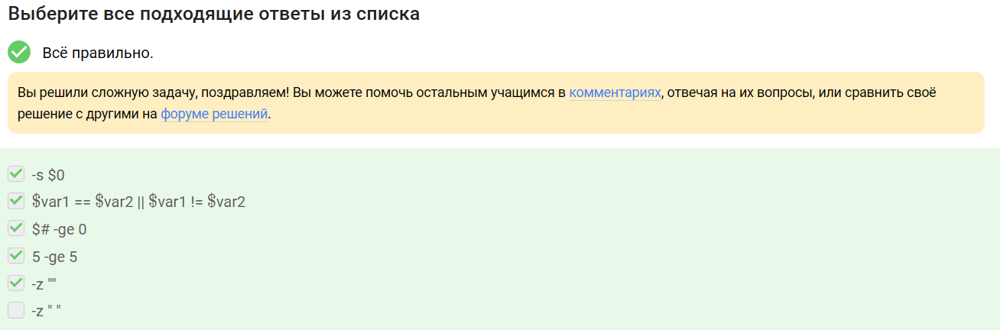 Выберите все подходящие ответы из списка
Всё правильно.
Вы решили сложную задачу, поздравляем! Вы можете помочь остальным учащимся в комментариях, отвечая на их вопросы, или сравнить своё
решение с другими на форуме решений.
-s $0
$var1 == $var2 || $var1 != $var2
$# -ge 0
5 -ge 5
-z ""
-z " "